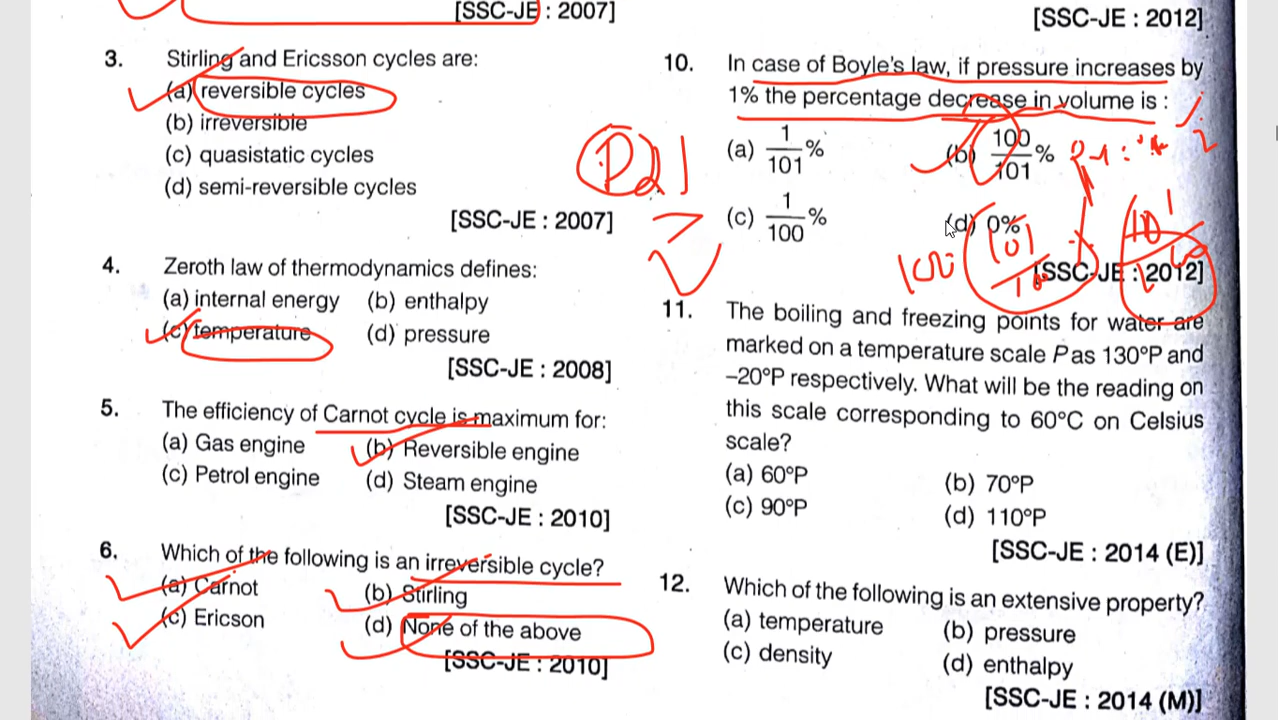 [SSC-JE : 2007]
3. Stirling and Ericsson cycles are:
(a) reversible cycles
(b) irreversible
(c) quasistatic cycles
(d) semi-reversible cycles
[SSC-JE : 2007]
4. Zeroth law of thermodynamics defines:
(a) internal energy (b) enthalpy
(c) temperature (d) pressure
[SSC-JE : 2008]
5. The efficiency of Carnot cycle is maximum for:
(a) Gas engine (b) Reversible engine
(c) Petrol engine (d) Steam engine
[SSC-JE : 2010]
6. Which of the following is an irreversible cycle?
(a) Carnot (b) Stirling
(c) Ericson (d) None of the above
[SSC-JE : 2010]
[SSC-JE : 2012]
10. In case of Boyle's law, if pressure increases by
1% the percentage decrease in volume is :
(a) 1/101 % (b) 100/101 %
(c) 1/100 % (d) 0%
[SSC-JE : 2012]
11. The boiling and freezing points for water are
marked on a temperature scale P as 130°P and
–20°P respectively. What will be the reading on
this scale corresponding to 60°C on Celsius
scale?
(a) 60°P (b) 70°P
(c) 90°P (d) 110°P
[SSC-JE : 2014 (E)]
12. Which of the following is an extensive property?
(a) temperature (b) pressure
(c) density (d) enthalpy
[SSC-JE : 2014 (M)]